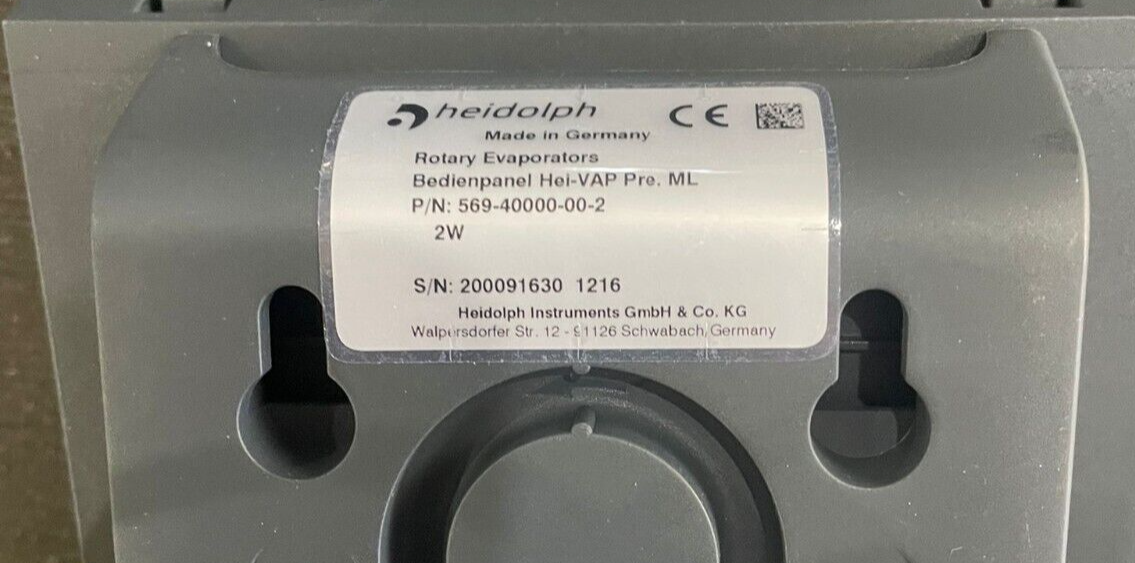 heidolph CE
Made in Germany
Rotary Evaporators
Bedienpanel Hei-VAP Pre. ML
P/N: 569-40000-00-2
2W
S/N: 200091630 1216
Heidolph Instruments GmbH & Co. KG
Walpersdorfer Str. 12 - 91126 Schwabach, Germany